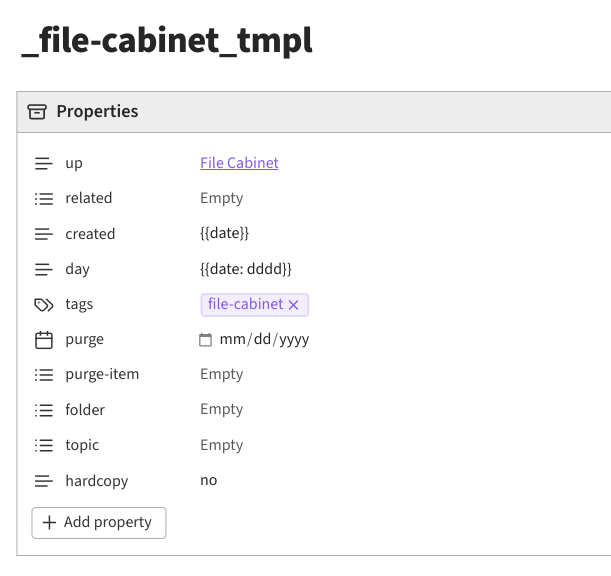 _file-cabinet_tmpl
Properties
up File Cabinet
related Empty
created {{date}}
day {{date: dddd}}
tags file-cabinet
purge mm/dd/yyyy
purge-item Empty
folder Empty
topic Empty
hardcopy no
Add property